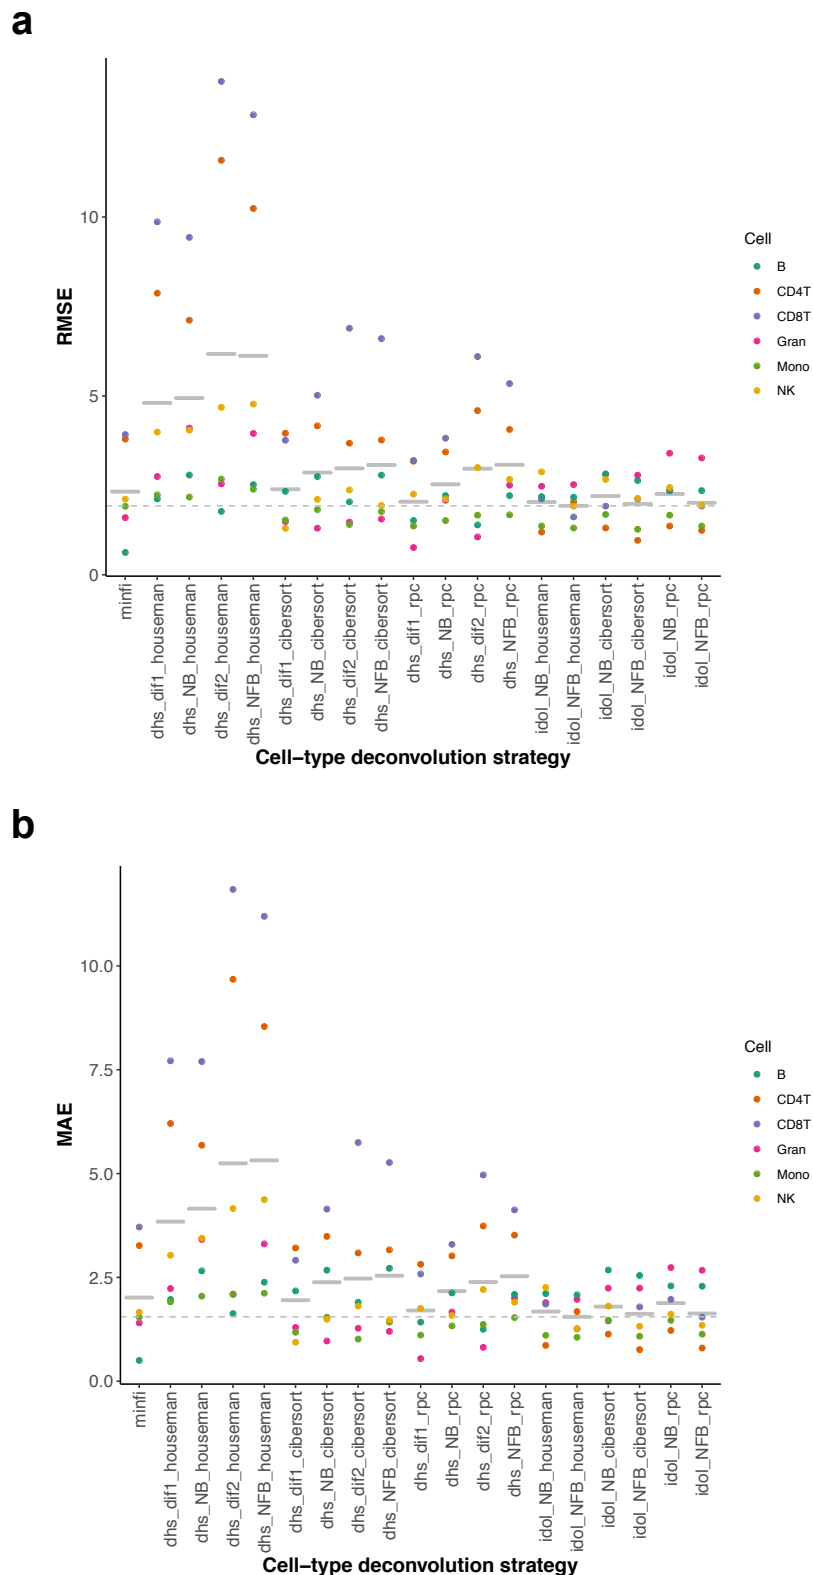 a
RMSE
10
5
0
minfi
dhs_dif1_houseman
dhs_NB_houseman
dhs_dif2_houseman
dhs_NFB_houseman
dhs_dif1_cibersort
dhs_NB_cibersort
dhs_dif2_cibersort
dhs_NFB_cibersort
dhs_dif1_rpc
dhs_NB_rpc
dhs_dif2_rpc
dhs_NFB_rpc
idol_NB_houseman
idol_NFB_houseman
idol_NB_cibersort
idol_NFB_cibersort
idol_NB_rpc
idol_NFB_rpc
Cell−type deconvolution strategy
Cell
B
CD4T
CD8T
Gran
Mono
NK
b
MAE
10.0
7.5
5.0
2.5
0.0
minfi
dhs_dif1_houseman
dhs_NB_houseman
dhs_dif2_houseman
dhs_NFB_houseman
dhs_dif1_cibersort
dhs_NB_cibersort
dhs_dif2_cibersort
dhs_NFB_cibersort
dhs_dif1_rpc
dhs_NB_rpc
dhs_dif2_rpc
dhs_NFB_rpc
idol_NB_houseman
idol_NFB_houseman
idol_NB_cibersort
idol_NFB_cibersort
idol_NB_rpc
idol_NFB_rpc
Cell−type deconvolution strategy
Cell
B
CD4T
CD8T
Gran
Mono
NK